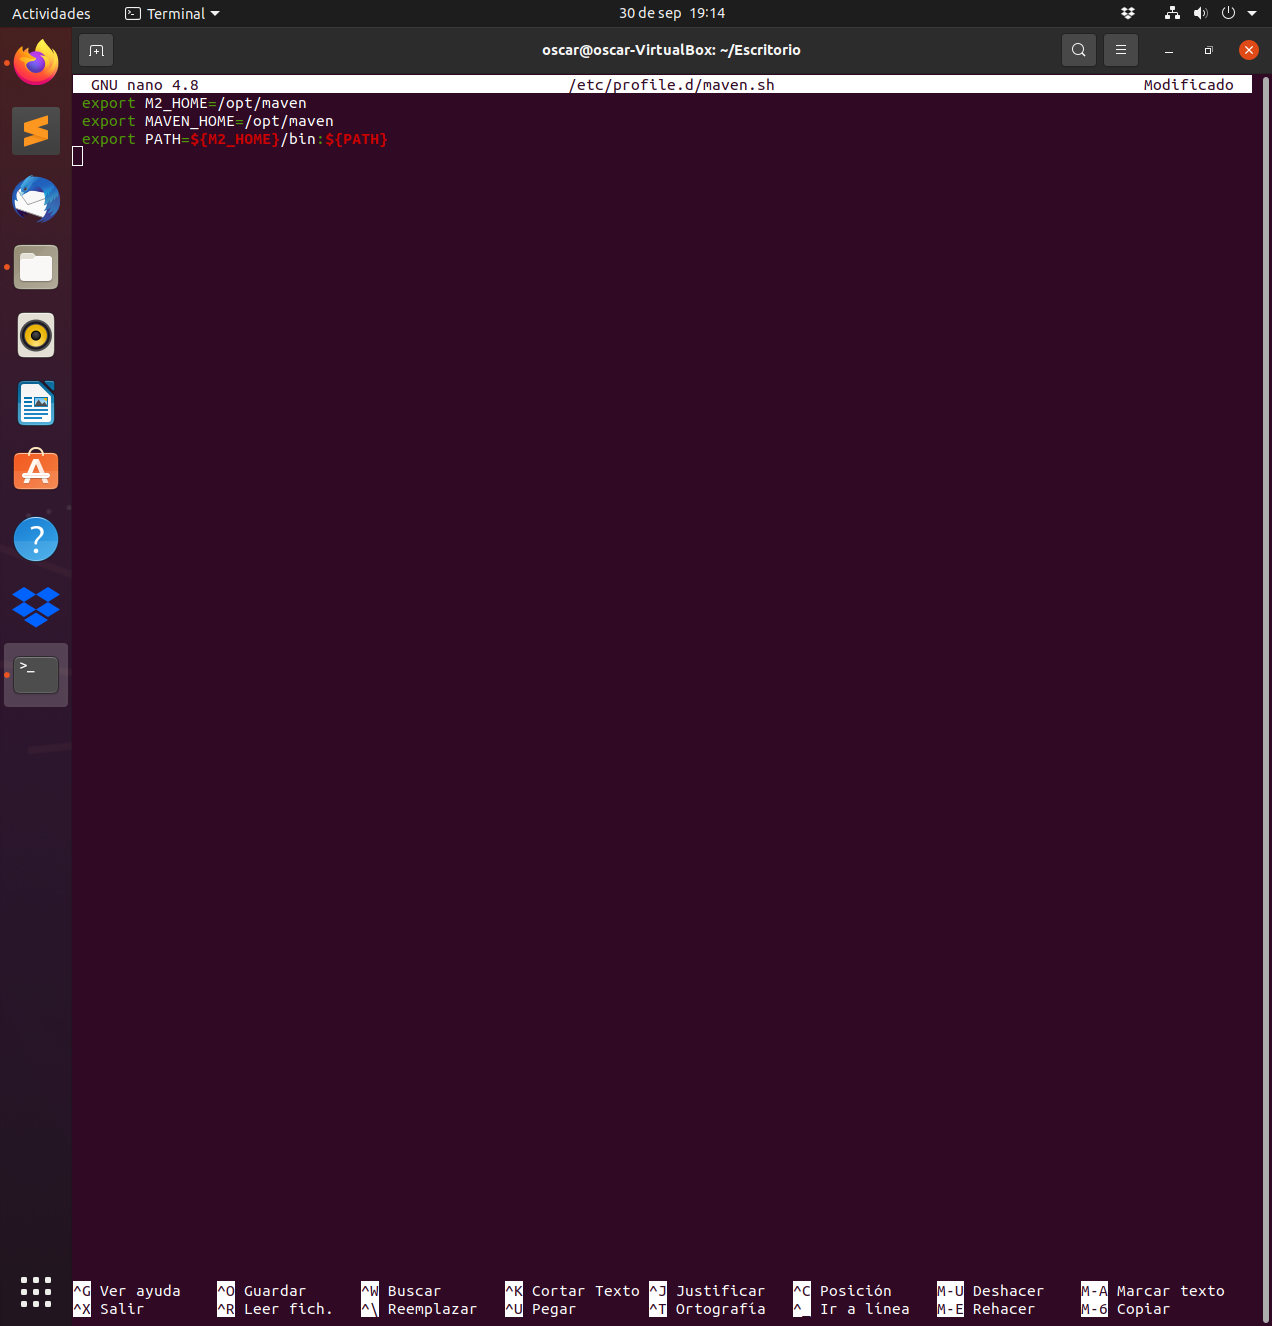 Actividades Terminal 30 de sep 19:14
oscar@oscar-VirtualBox: ~/Escritorio
GNU nano 4.8 /etc/profile.d/maven.sh Modificado
export M2_HOME=/opt/maven
export MAVEN_HOME=/opt/maven
export PATH=${M2_HOME}/bin:${PATH}
^G Ver ayuda ^O Guardar ^W Buscar ^K Cortar Texto ^J Justificar ^C Posición M-U Deshacer M-A Marcar texto
^X Salir ^R Leer fich. ^\ Reemplazar ^U Pegar ^T Ortografía ^_ Ir a línea M-E Rehacer M-6 Copiar